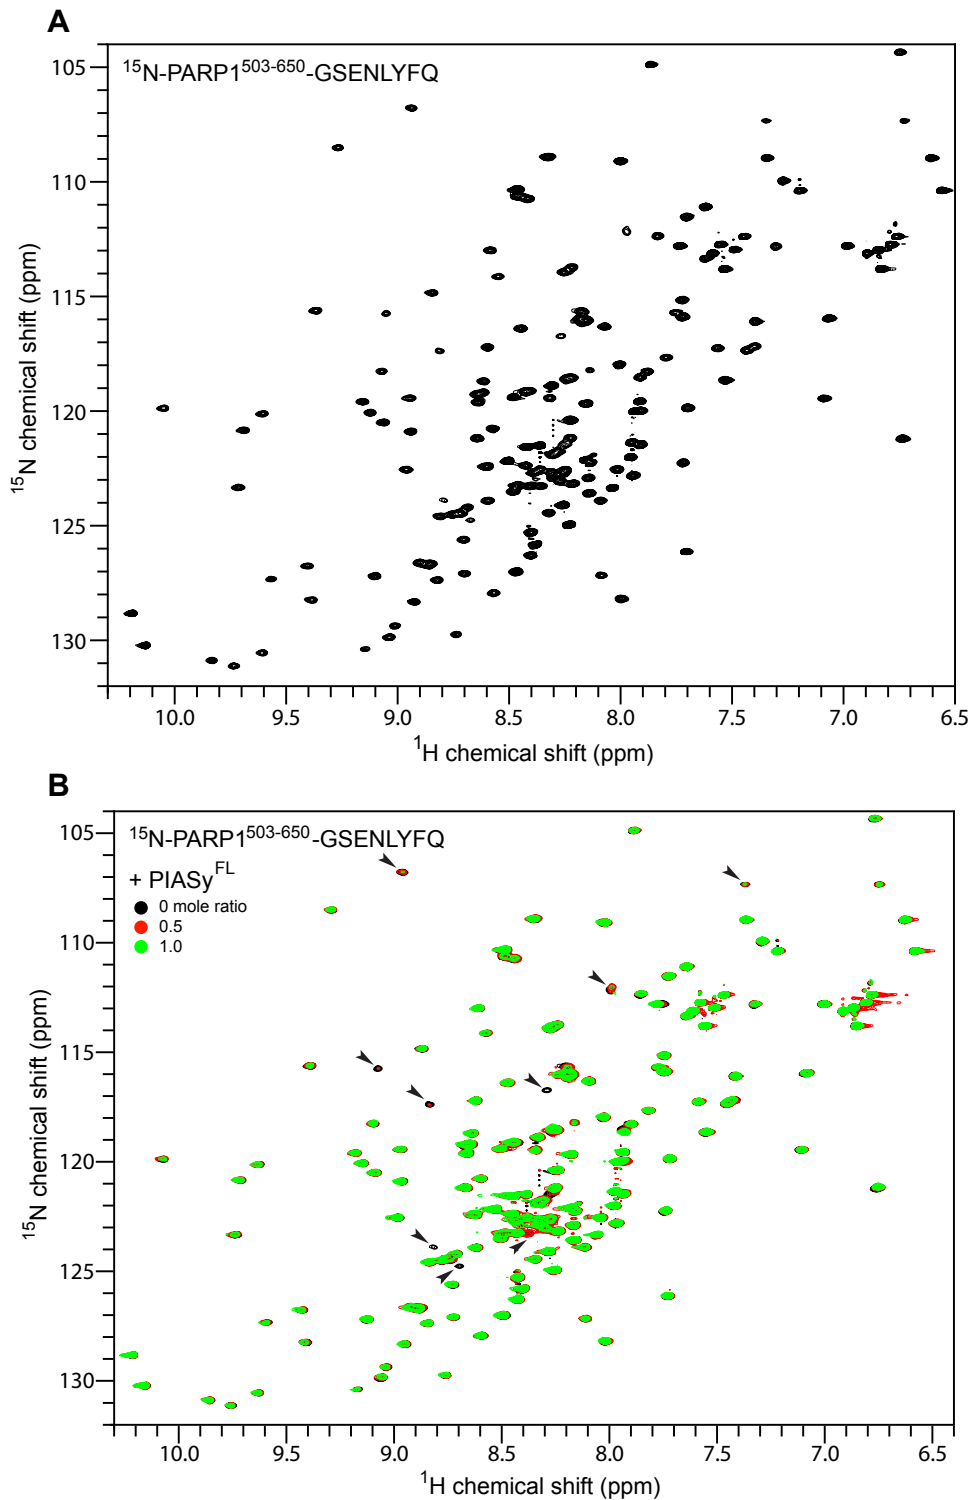 A
¹⁵N-PARP1⁵⁰³⁻⁶⁵⁰-GSENLYFQ
105
110
115
120
125
130
¹⁵N chemical shift (ppm)
10.0 9.5 9.0 8.5 8.0 7.5 7.0 6.5
¹H chemical shift (ppm)
B
¹⁵N-PARP1⁵⁰³⁻⁶⁵⁰-GSENLYFQ
+ PIASyᶠᴸ
0 mole ratio
0.5
1.0
105
110
115
120
125
130
¹⁵N chemical shift (ppm)
10.0 9.5 9.0 8.5 8.0 7.5 7.0 6.5
¹H chemical shift (ppm)